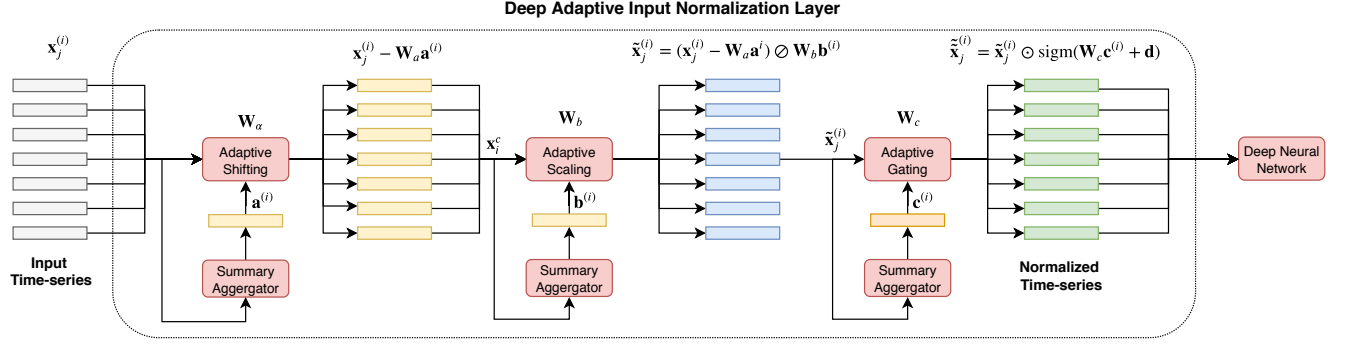 Deep Adaptive Input Normalization Layer
𝐱_j^{(i)}
𝐱_j^{(i)} − 𝐖_a 𝐚^{(i)}
𝐱̃_j^{(i)} = (𝐱_j^{(i)} − 𝐖_a 𝐚^i) ⊘ 𝐖_b 𝐛^{(i)}
𝐱̃̃_j^{(i)} = 𝐱̃_j^{(i)} ⊙ sigm(𝐖_c 𝐜^{(i)} + 𝐝)
𝐖_α
𝐖_b
𝐖_c
Adaptive
Shifting
𝐱_i^c
Adaptive
Scaling
𝐱̃_j^{(i)}
Adaptive
Gating
Deep Neural
Network
𝐚^{(i)}
𝐛^{(i)}
𝐜^{(i)}
Input
Time-series
Summary
Aggergator
Summary
Aggergator
Summary
Aggergator
Normalized
Time-series